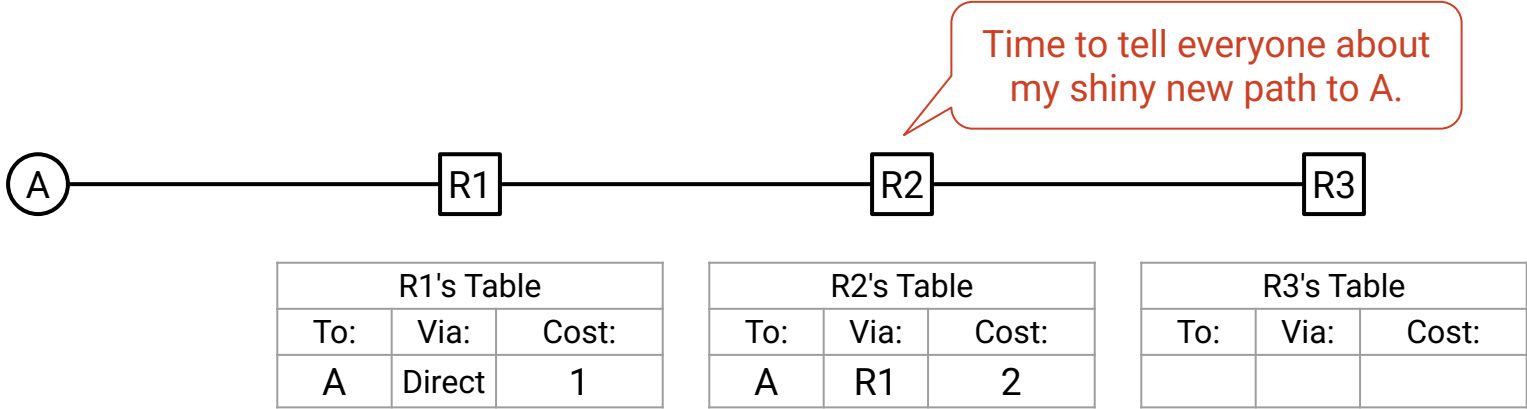 Time to tell everyone about
my shiny new path to A.
A R1 R2 R3
R1's Table
To: Via: Cost:
A Direct 1
R2's Table
To: Via: Cost:
A R1 2
R3's Table
To: Via: Cost: